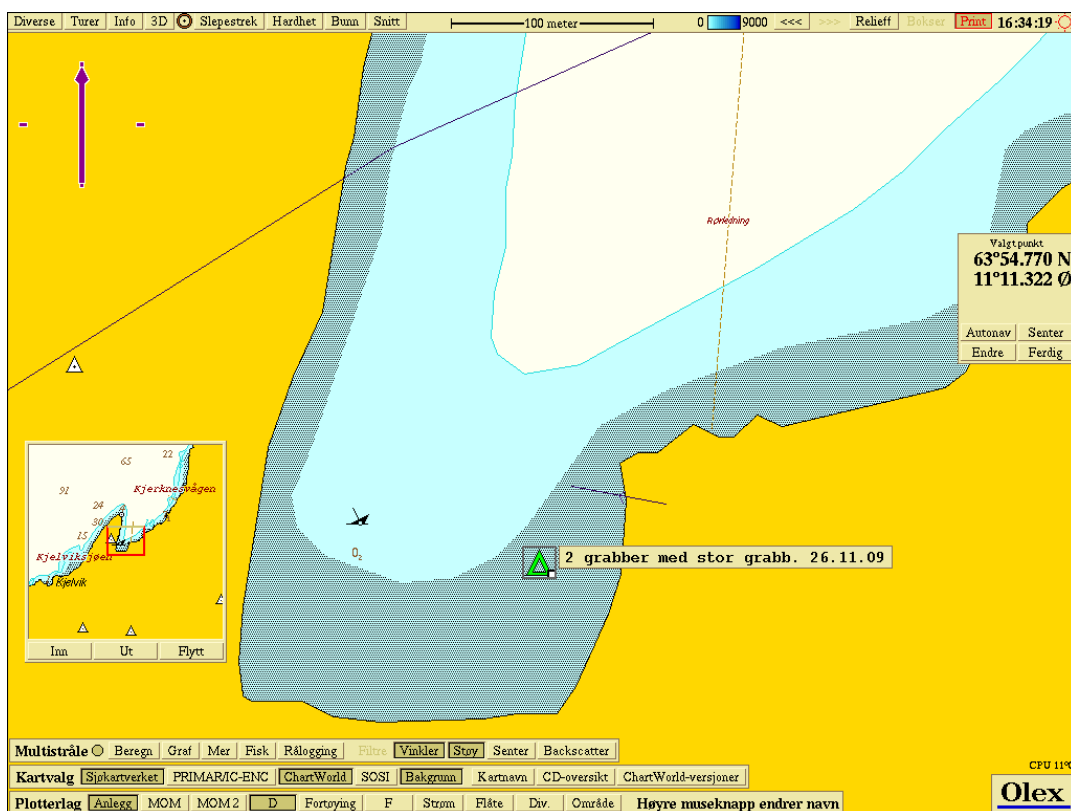 Diverse Turer Info 3D Slepestrek Hardhet Bunn Snitt 100 meter 0 9000 <<< >>> Relieff Bokser Print 16:34:19
Rørledning
Valgt punkt
63°54.770 N
11°11.322 Ø
Autonav Senter
Endre Ferdig
22
65
Kjerknesvågen
91
24
30
15
Kjelviksjøen
Kjelvik
Inn Ut Flytt
0₂
2 grabber med stor grabb. 26.11.09
Multistråle Beregn Graf Mer Fisk Rålogging Filtre Vinkler Støy Senter Backscatter
CPU 11°C
Kartvalg Sjøkartverket PRIMAR/IC-ENC ChartWorld SOSI Bakgrunn Kartnavn CD-oversikt ChartWorld-versjoner
Olex
Plotterlag Anlegg MOM MOM 2 D Fortøying F Strøm Flåte Div. Område Høyre museknapp endrer navn